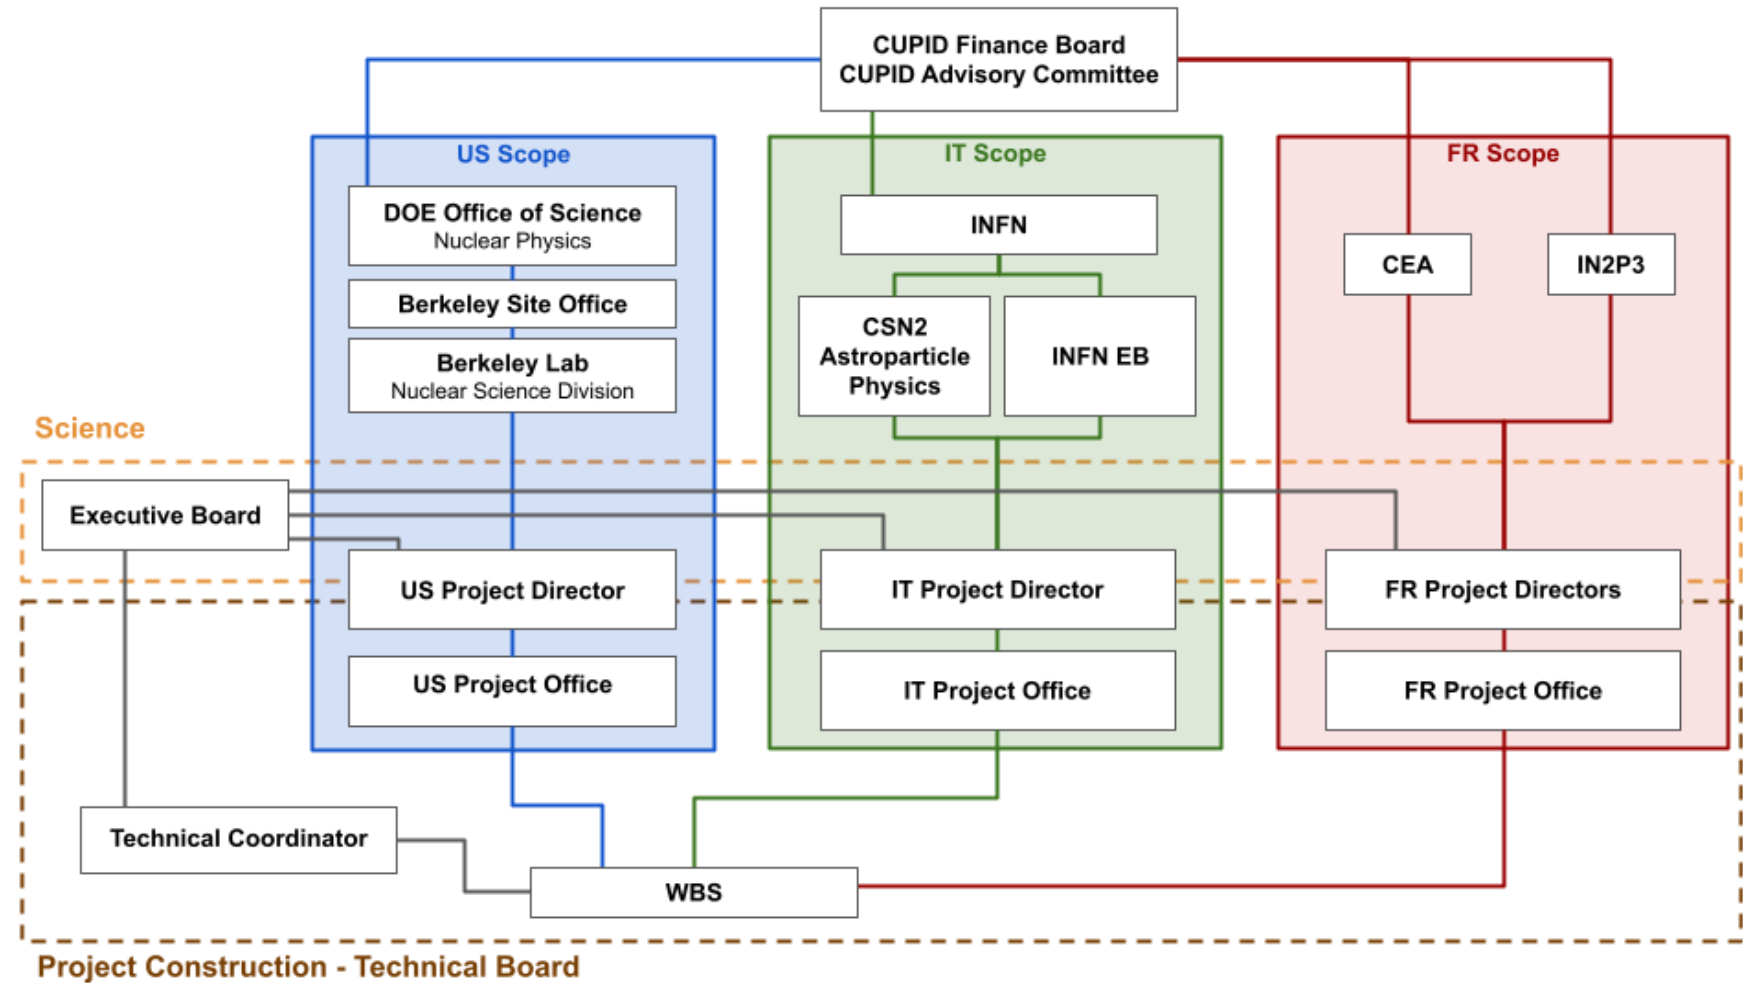 CUPID Finance Board
CUPID Advisory Committee
US Scope
DOE Office of Science
Nuclear Physics
Berkeley Site Office
Berkeley Lab
Nuclear Science Division
IT Scope
INFN
CSN2
Astroparticle
Physics
INFN EB
FR Scope
CEA
IN2P3
Science
Executive Board
US Project Director
IT Project Director
FR Project Directors
US Project Office
IT Project Office
FR Project Office
Technical Coordinator
WBS
Project Construction - Technical Board